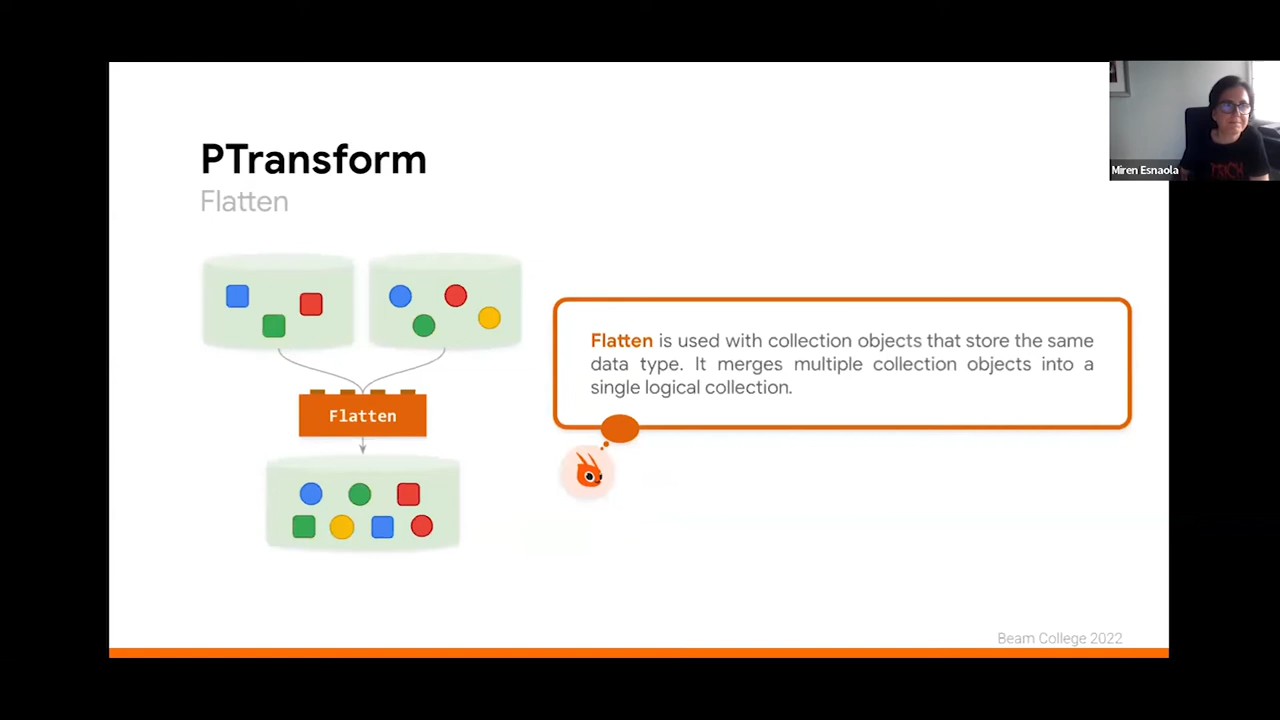 PTransform
Flatten
Miren Esnaola
Flatten is used with collection objects that store the same
data type. It merges multiple collection objects into a
single logical collection.
Flatten
Beam College 2022